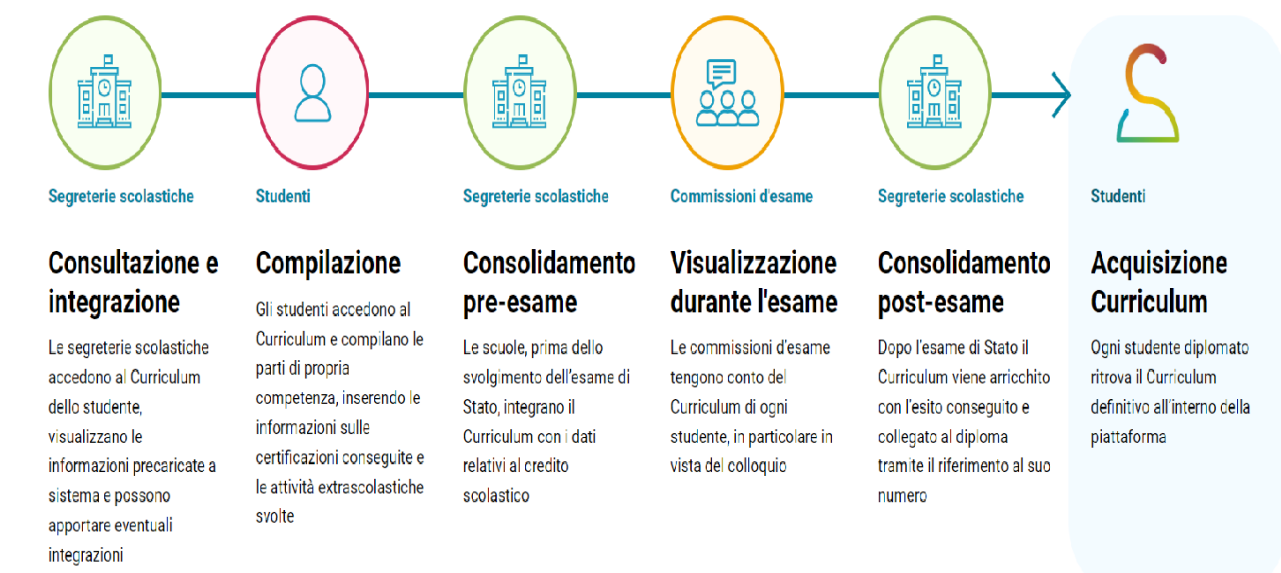 Segreterie scolastiche
Consultazione e
integrazione
Le segreterie scolastiche
accedono al Curriculum
dello studente,
visualizzano le
informazioni precaricate a
sistema e possono
apportare eventuali
integrazioni
Studenti
Compilazione
Gli studenti accedono al
Curriculum e compilano le
parti di propria
competenza, inserendo le
informazioni sulle
certificazioni conseguite e
le attività extrascolastiche
svolte
Segreterie scolastiche
Consolidamento
pre-esame
Le scuole, prima dello
svolgimento dell'esame di
Stato, integrano il
Curriculum con i dati
relativi al credito
scolastico
Commissioni d'esame
Visualizzazione
durante l'esame
Le commissioni d'esame
tengono conto del
Curriculum di ogni
studente, in particolare in
vista del colloquio
Segreterie scolastiche
Consolidamento
post-esame
Dopo l'esame di Stato il
Curriculum viene arricchito
con l'esito conseguito e
collegato al diploma
tramite il riferimento al suo
numero
Studenti
Acquisizione
Curriculum
Ogni studente diplomato
ritrova il Curriculum
definitivo all'interno della
piattaforma